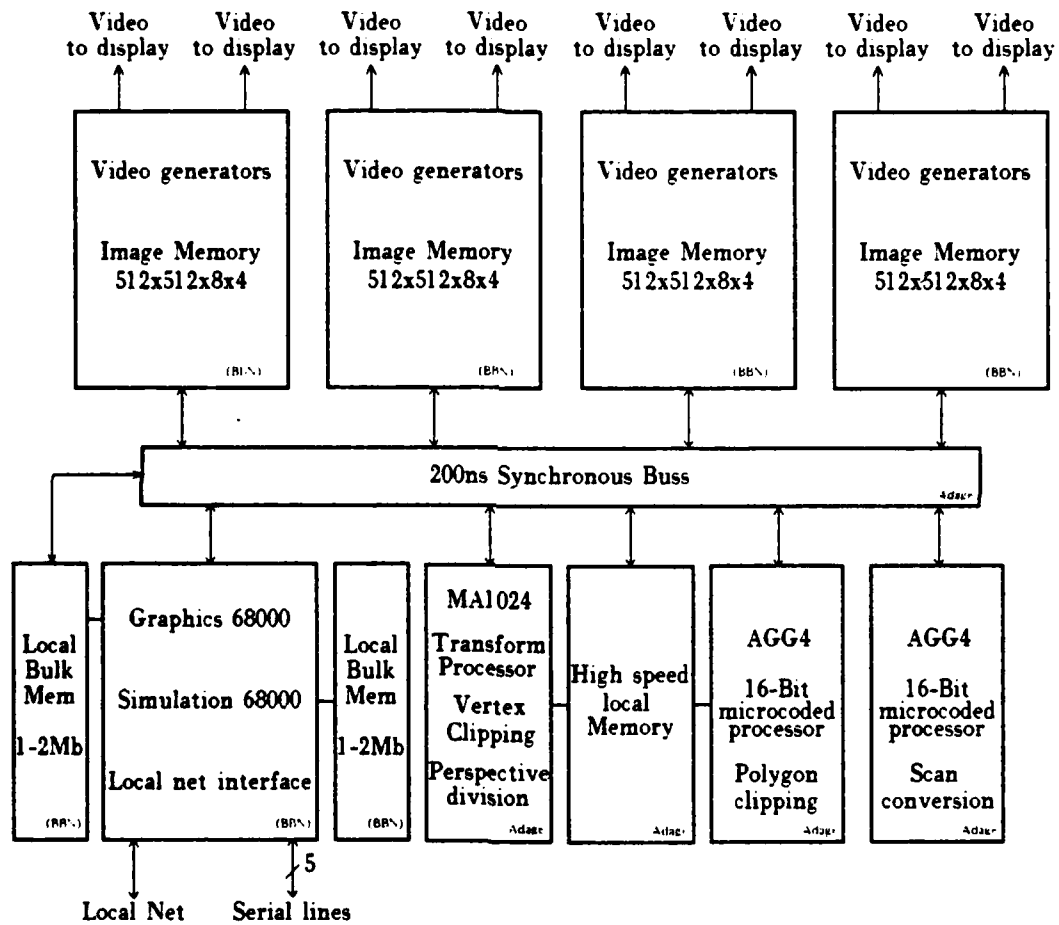 Video to display
Video to display
Video to display
Video to display
Video to display
Video to display
Video to display
Video to display
Video generators
Image Memory
512x512x8x4
(BBN)
Video generators
Image Memory
512x512x8x4
(BBN)
Video generators
Image Memory
512x512x8x4
(BBN)
Video generators
Image Memory
512x512x8x4
(BBN)
200ns Synchronous Buss
Adage
Local
Bulk
Mem
1-2Mb
(BBN)
Graphics 68000
Simulation 68000
Local net interface
(BBN)
Local
Bulk
Mem
1-2Mb
(BBN)
MA1024
Transform
Processor
Vertex
Clipping
Perspective
division
Adage
High speed
local
Memory
Adage
AGG4
16-Bit
microcoded
processor
Polygon
clipping
Adage
AGG4
16-Bit
microcoded
processor
Scan
conversion
Adage
5
Local Net
Serial lines